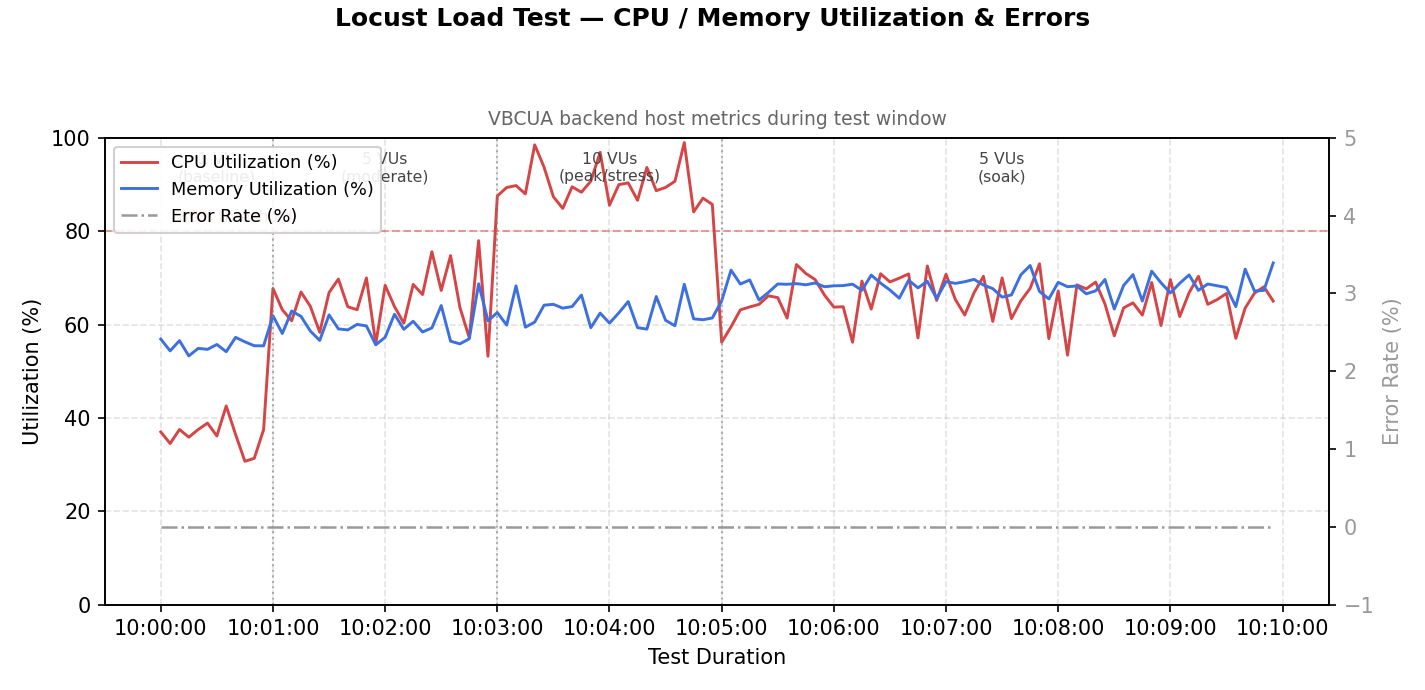 Locust Load Test — CPU / Memory Utilization & Errors
VBCUA backend host metrics during test window
CPU Utilization (%)
Memory Utilization (%)
Error Rate (%)
(baseline)
5 VUs
(moderate)
10 VUs
(peak/stress)
5 VUs
(soak)
100
80
60
40
20
0
Utilization (%)
5
4
3
2
1
0
−1
Error Rate (%)
10:00:00
10:01:00
10:02:00
10:03:00
10:04:00
10:05:00
10:06:00
10:07:00
10:08:00
10:09:00
10:10:00
Test Duration